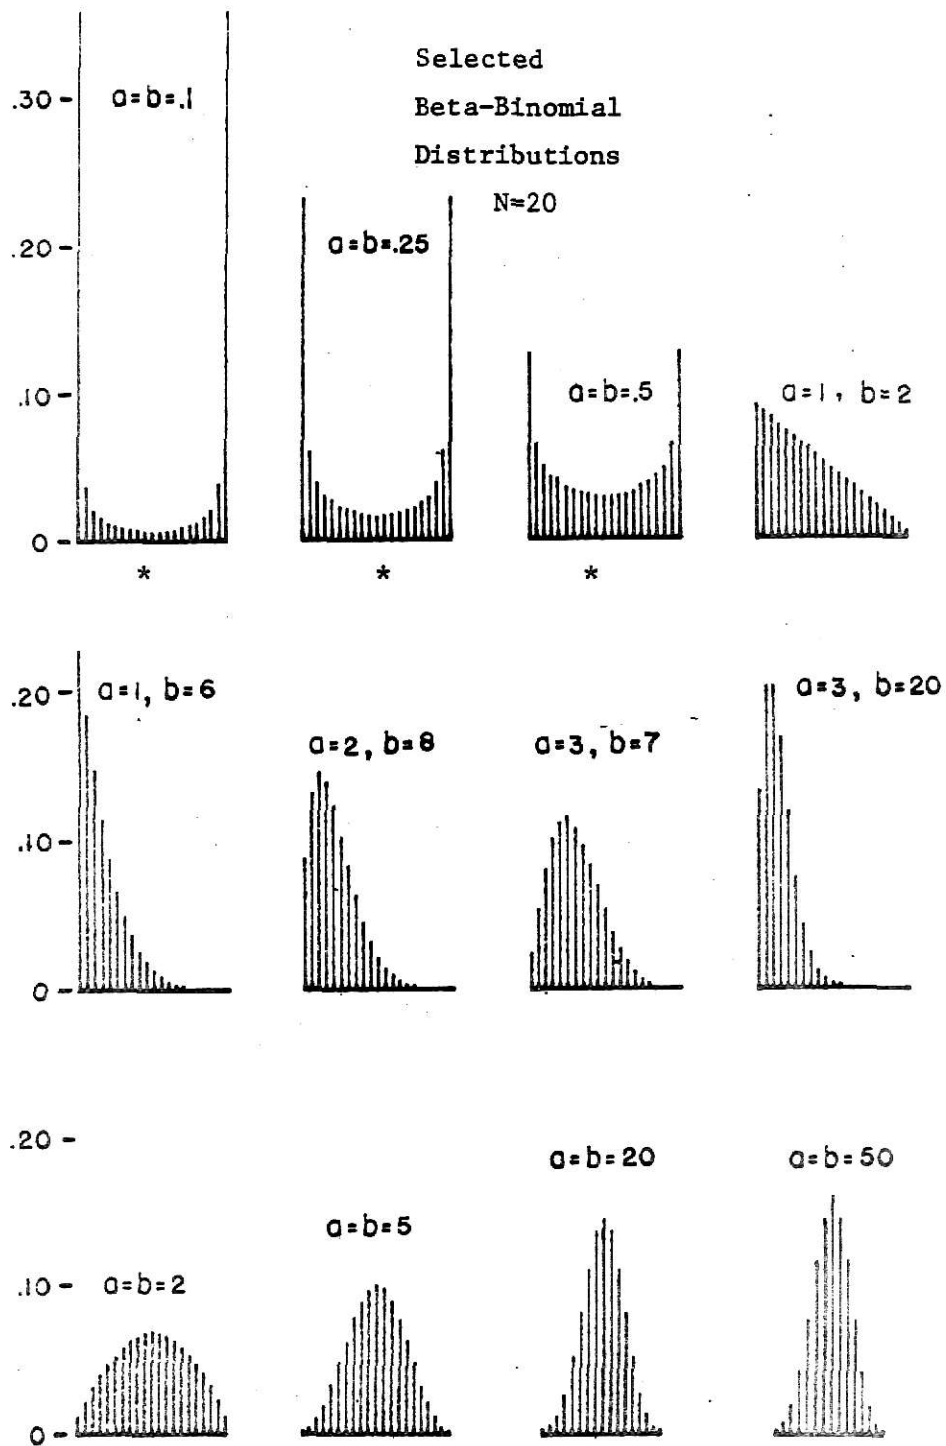 Selected
Beta-Binomial
Distributions
N=20
.30 -
a=b=.1
.20 -
a=b=.25
.10 -
a=b=.5
a=1, b=2
0 -
* * *
.20 -
a=1, b=6
a=2, b=8
a=3, b=7
a=3, b=20
.10 -
0 -
.20 -
a=b=2
a=b=5
a=b=20
a=b=50
.10 -
0 -